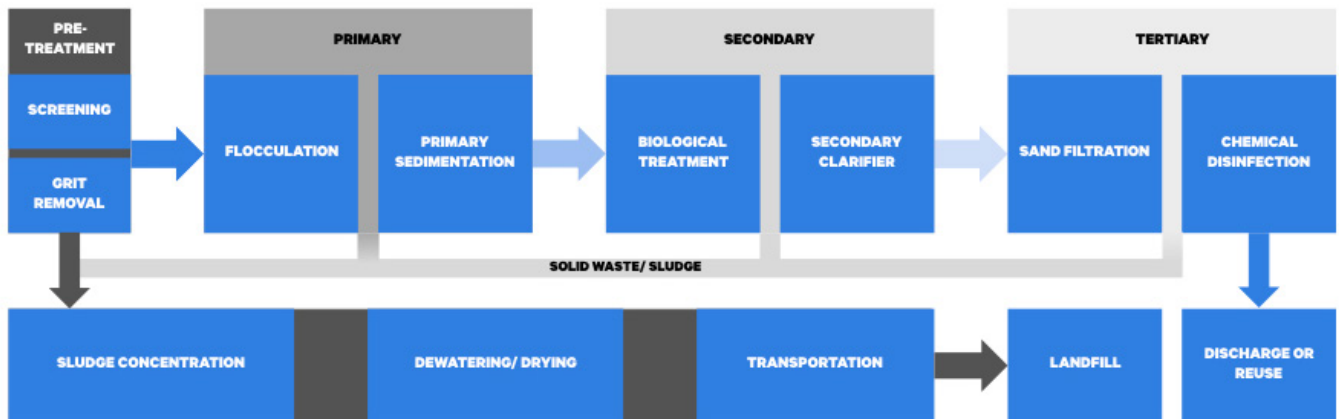 PRE-
TREATMENT
PRIMARY
SECONDARY
TERTIARY
SCREENING
GRIT
REMOVAL
FLOCCULATION
PRIMARY
SEDIMENTATION
BIOLOGICAL
TREATMENT
SECONDARY
CLARIFIER
SAND FILTRATION
CHEMICAL
DISINFECTION
SOLID WASTE/ SLUDGE
SLUDGE CONCENTRATION
DEWATERING/ DRYING
TRANSPORTATION
LANDFILL
DISCHARGE OR
REUSE